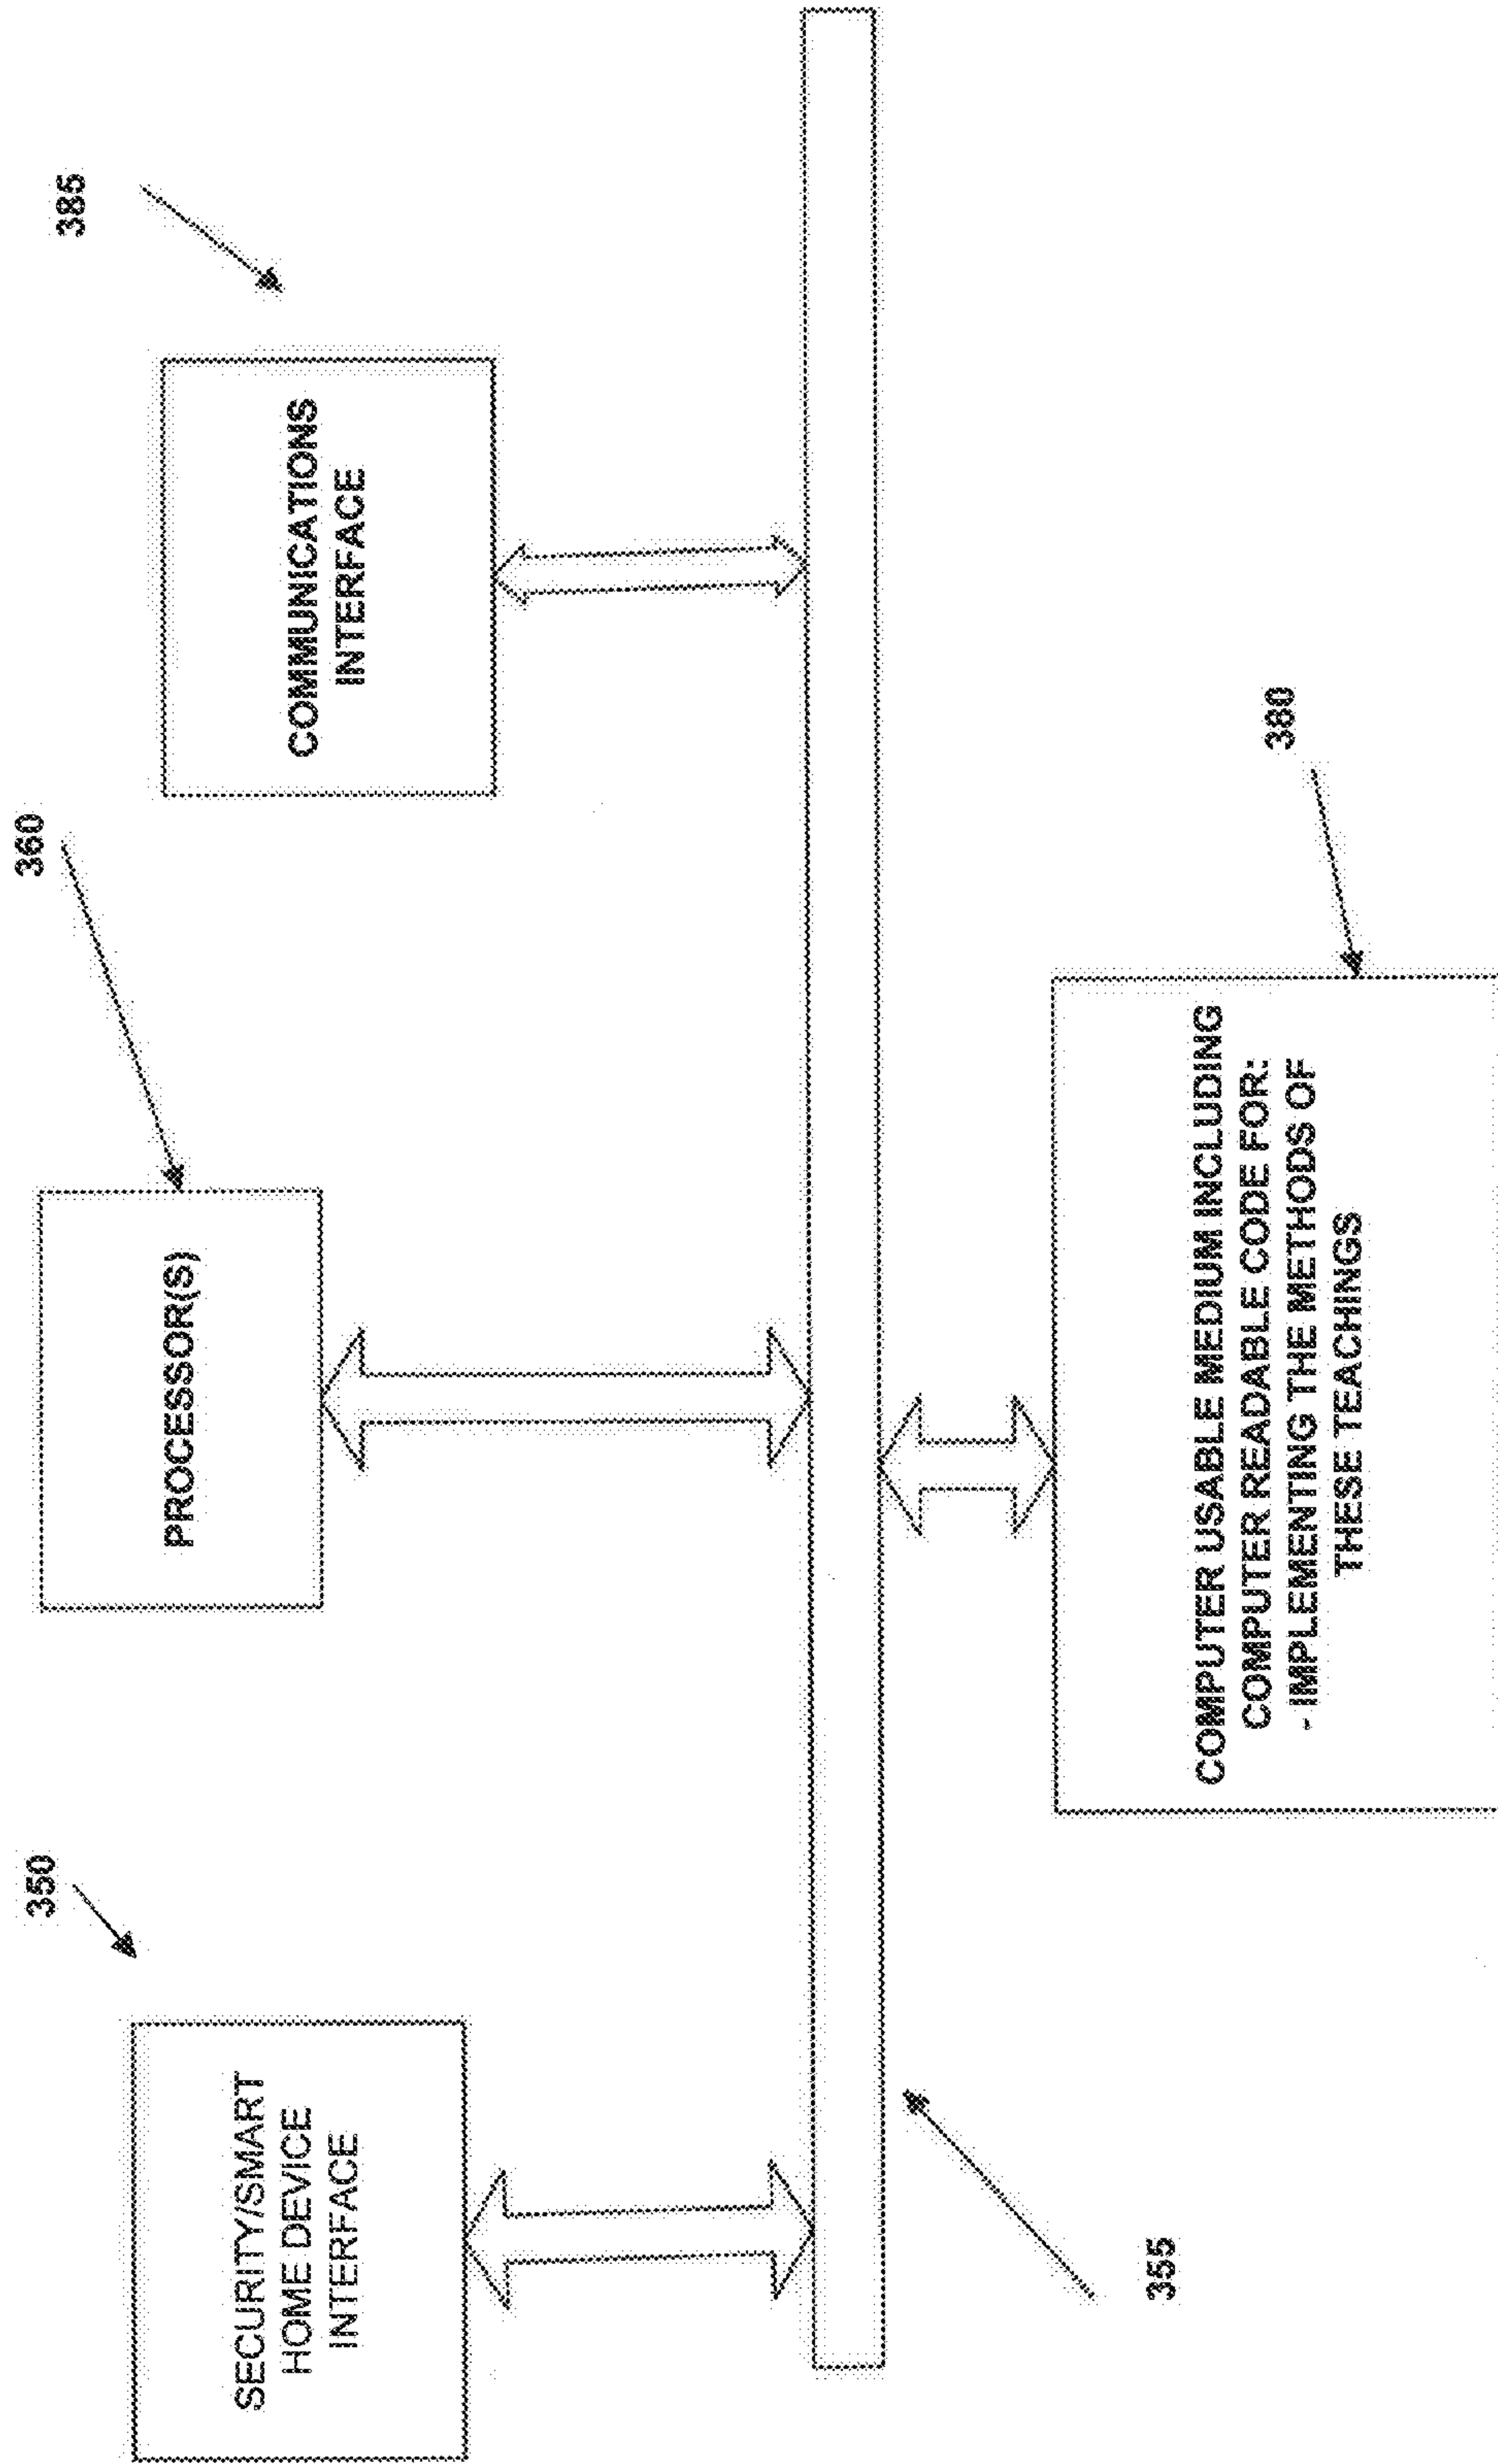 350
SECURITY/SMART
HOME DEVICE
INTERFACE
360
PROCESSOR(S)
385
COMMUNICATIONS
INTERFACE
355
380
COMPUTER USABLE MEDIUM INCLUDING
COMPUTER READABLE CODE FOR:
- IMPLEMENTING THE METHODS OF
THESE TEACHINGS